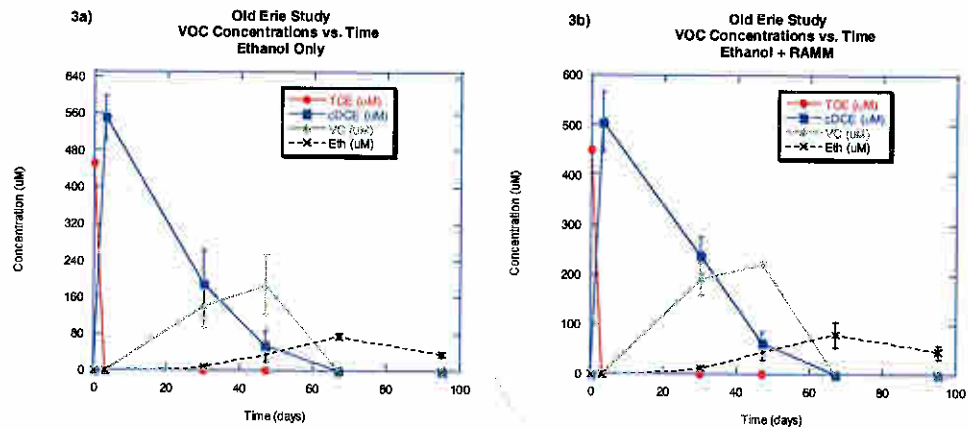 3a)
Old Erie Study
VOC Concentrations vs. Time
Ethanol Only
640
560
480
400
320
240
160
80
0
Concentration (uM)
TCE (uM)
cDCE (uM)
VC (uM)
Eth (uM)
0
20
40
60
80
100
Time (days)
3b)
Old Erie Study
VOC Concentrations vs. Time
Ethanol + RAMM
600
500
400
300
200
100
0
Concentration (uM)
TCE (uM)
cDCE (uM)
VC (uM)
Eth (uM)
0
20
40
60
80
100
Time (days)